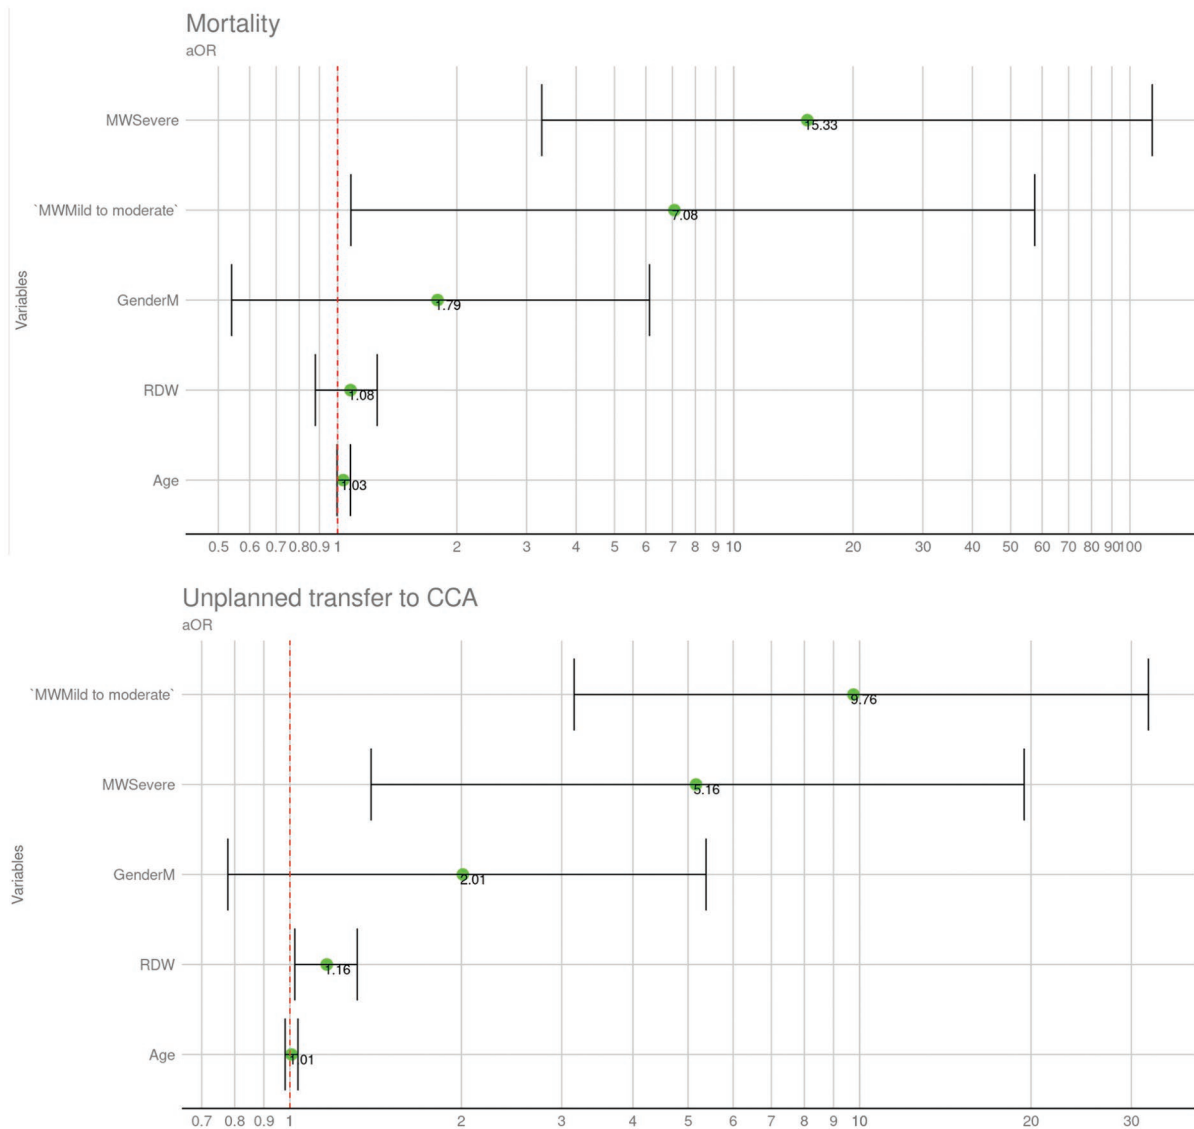 Mortality
aOR
MWSevere
15.33
`MWMild to moderate`
7.08
Variables
GenderM
1.79
RDW
1.08
Age
1.03
0.5 0.6 0.7 0.8 0.9 1 2 3 4 5 6 7 8 9 10 20 30 40 50 60 70 80 90 100
Unplanned transfer to CCA
aOR
`MWMild to moderate`
9.76
MWSevere
5.16
Variables
GenderM
2.01
RDW
1.16
Age
1.01
0.7 0.8 0.9 1 2 3 4 5 6 7 8 9 10 20 30